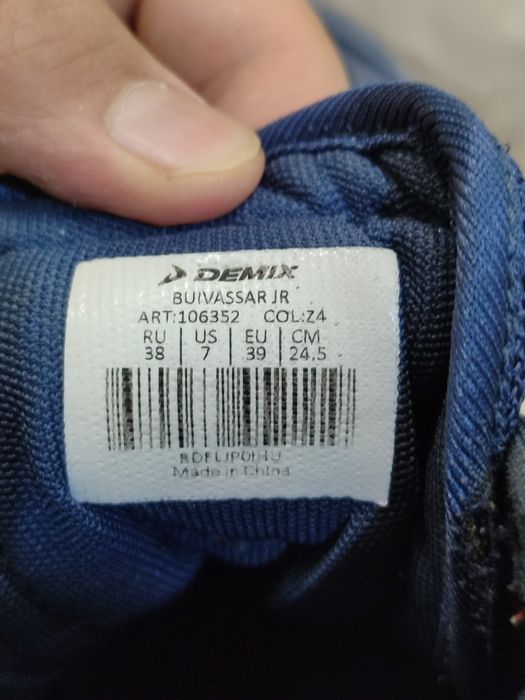 DEMIX
BUIVASSAR JR
ART:106352 COL:Z4
RU US EU CM
38 7 39 24,5
Made in China